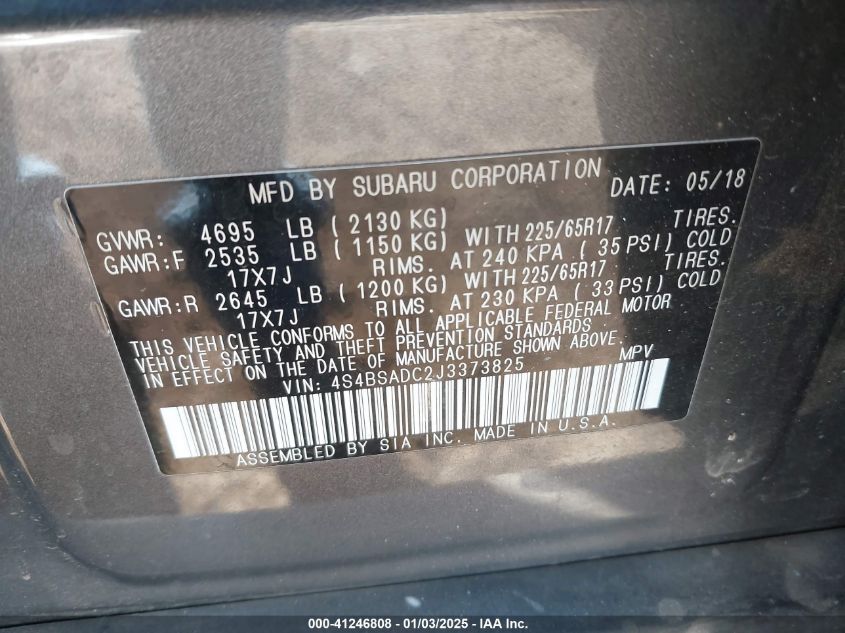 MFD BY SUBARU CORPORATION DATE: 05/18
GVWR: 4695 LB ( 2130 KG)
GAWR:F 2535 LB ( 1150 KG) WITH 225/65R17 TIRES.
17X7J RIMS. AT 240 KPA ( 35 PSI) COLD
GAWR:R 2645 LB ( 1200 KG) WITH 225/65R17 TIRES.
17X7J RIMS. AT 230 KPA ( 33 PSI) COLD
THIS VEHICLE CONFORMS TO ALL APPLICABLE FEDERAL MOTOR
VEHICLE SAFETY AND THEFT PREVENTION STANDARDS
IN EFFECT ON THE DATE OF MANUFACTURE SHOWN ABOVE.
VIN: 4S4BSADC2J3373825 MPV
ASSEMBLED BY SIA INC. MADE IN U.S.A.
000-41246808 - 01/03/2025 - IAA Inc.